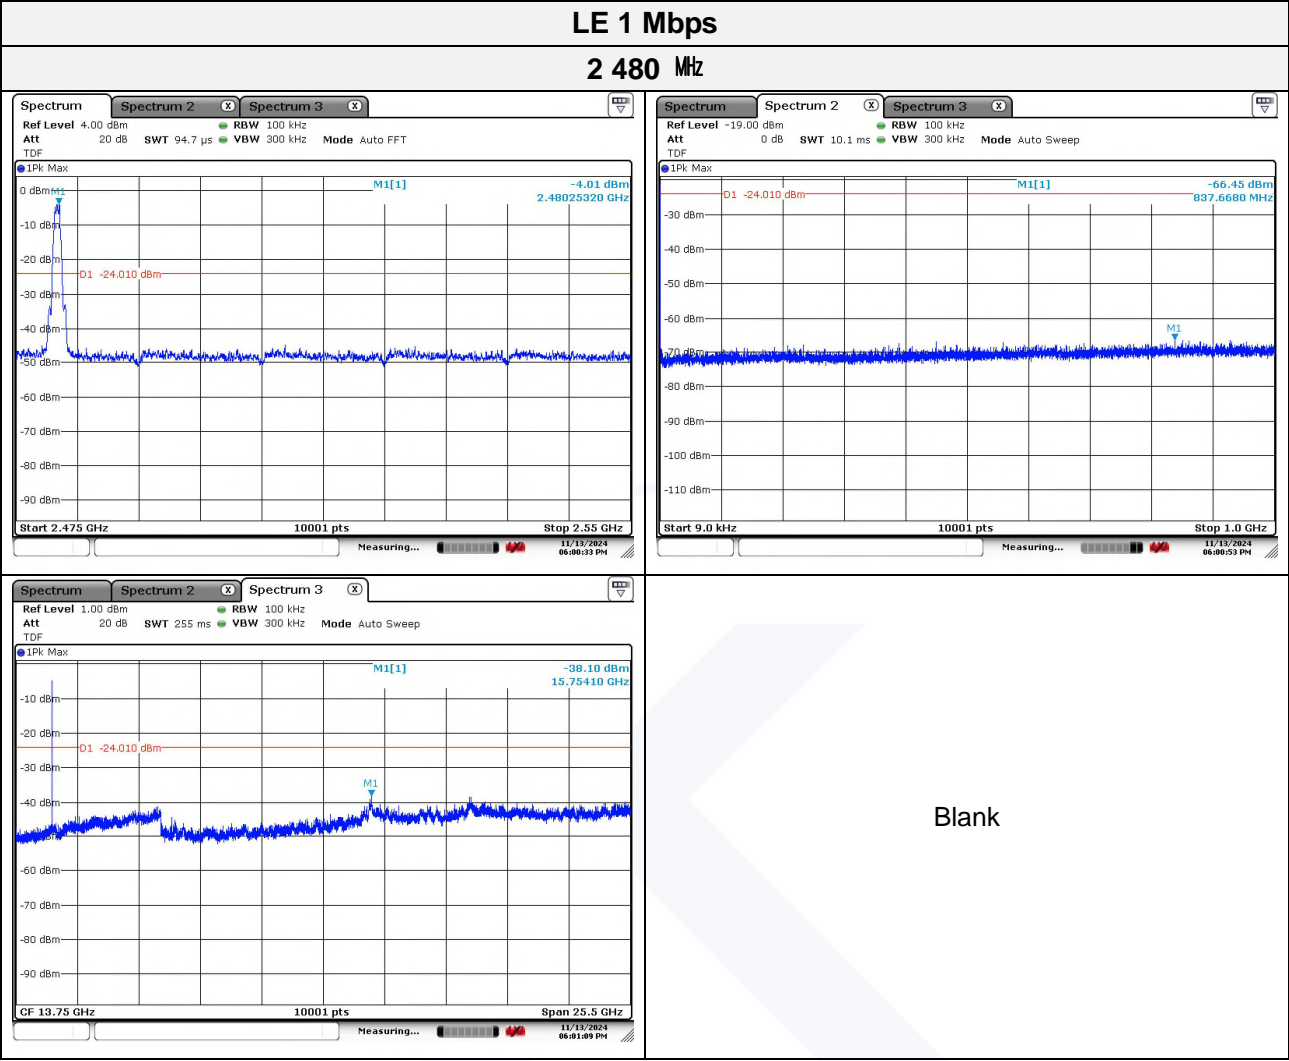 LE 1 Mbps
2 480 ㎒
Spectrum Spectrum 2 X Spectrum 3 X
Ref Level 4.00 dBm RBW 100 kHz
Att 20 dB SWT 94.7 µs VBW 300 kHz Mode Auto FFT
TDF
1Pk Max
M1[1] -4.01 dBm
2.48025320 GHz
0 dBm
M1
-10 dBm
-20 dBm
D1 -24.010 dBm
-30 dBm
-40 dBm
-50 dBm
-60 dBm
-70 dBm
-80 dBm
-90 dBm
Start 2.475 GHz 10001 pts Stop 2.55 GHz
Measuring... 11/13/2024
06:00:33 PM
Spectrum Spectrum 2 X Spectrum 3 X
Ref Level -19.00 dBm RBW 100 kHz
Att 0 dB SWT 10.1 ms VBW 300 kHz Mode Auto Sweep
TDF
1Pk Max
M1[1] -66.45 dBm
837.6680 MHz
D1 -24.010 dBm
-30 dBm
-40 dBm
-50 dBm
-60 dBm
M1
-70 dBm
-80 dBm
-90 dBm
-100 dBm
-110 dBm
Start 9.0 kHz 10001 pts Stop 1.0 GHz
Measuring... 11/13/2024
06:00:53 PM
Spectrum Spectrum 2 X Spectrum 3 X
Ref Level 1.00 dBm RBW 100 kHz
Att 20 dB SWT 255 ms VBW 300 kHz Mode Auto Sweep
TDF
1Pk Max
M1[1] -38.10 dBm
15.75410 GHz
-10 dBm
-20 dBm
D1 -24.010 dBm
-30 dBm
M1
-40 dBm
-50 dBm
-60 dBm
-70 dBm
-80 dBm
-90 dBm
CF 13.75 GHz 10001 pts Span 25.5 GHz
Measuring... 11/13/2024
06:01:09 PM
Blank